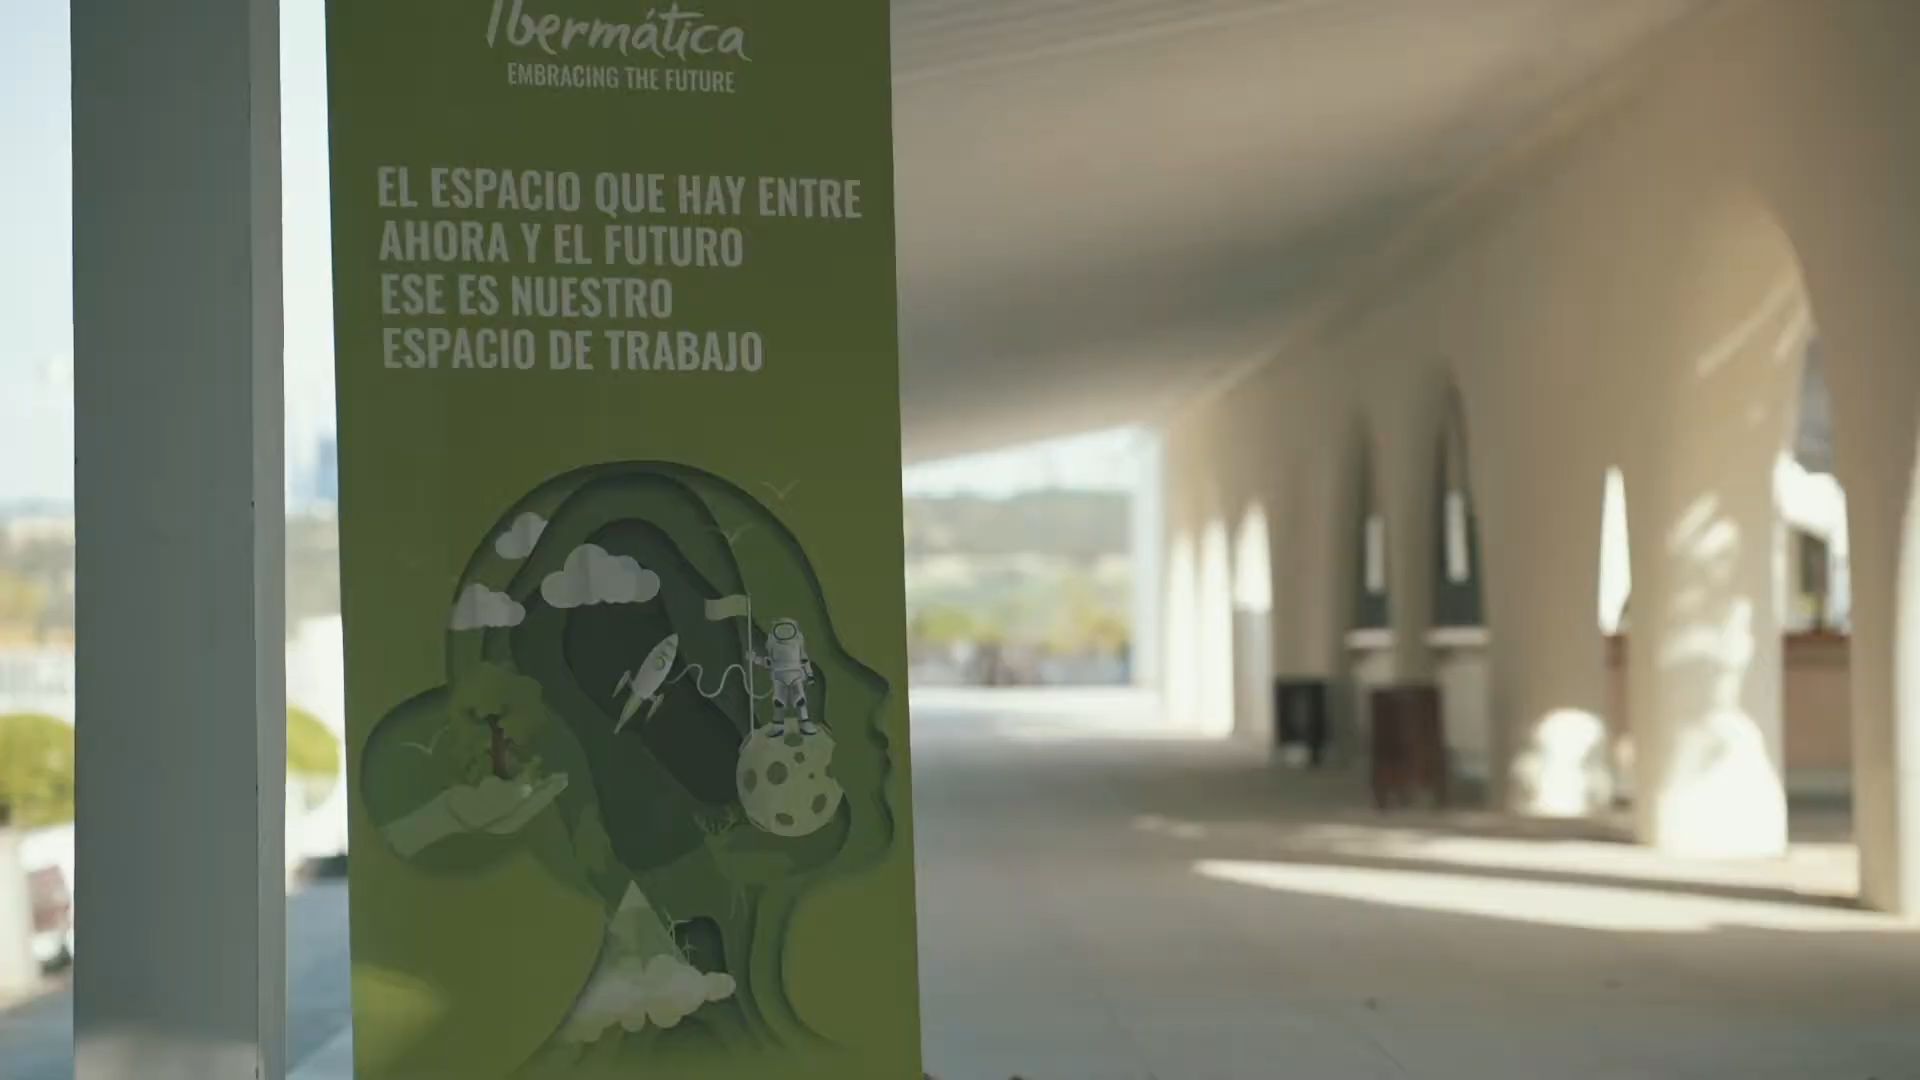 Ibermática
EMBRACING THE FUTURE
EL ESPACIO QUE HAY ENTRE
AHORA Y EL FUTURO
ESE ES NUESTRO
ESPACIO DE TRABAJO